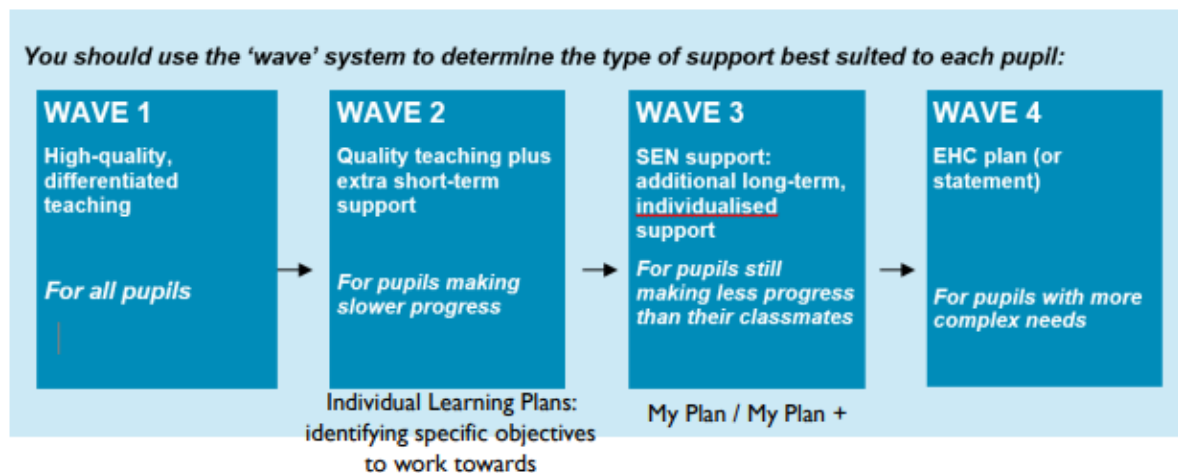 You should use the ‘wave’ system to determine the type of support best suited to each pupil:
WAVE 1
High-quality,
differentiated
teaching
For all pupils
WAVE 2
Quality teaching plus
extra short-term
support
For pupils making
slower progress
Individual Learning Plans:
identifying specific objectives
to work towards
WAVE 3
SEN support:
additional long-term,
individualised
support
For pupils still
making less progress
than their classmates
My Plan / My Plan +
WAVE 4
EHC plan (or
statement)
For pupils with more
complex needs